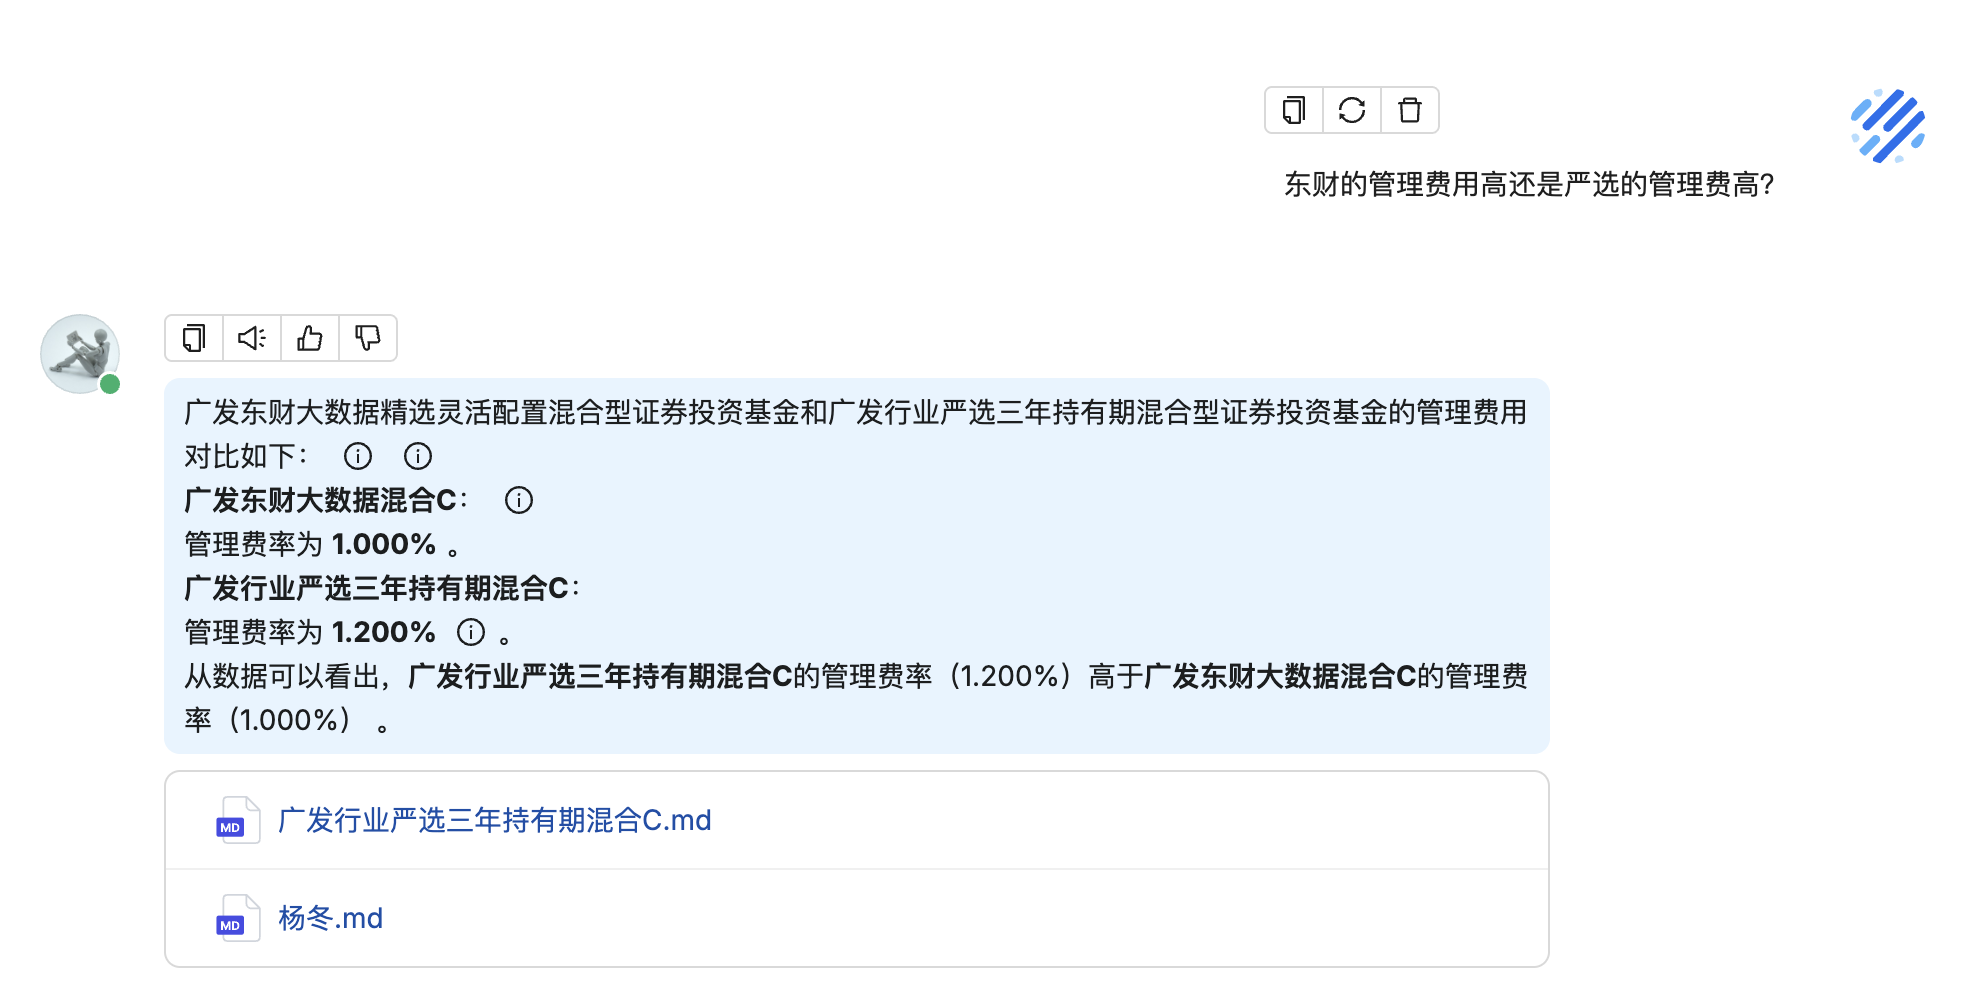 东财的管理费用高还是严选的管理费高?
广发东财大数据精选灵活配置混合型证券投资基金和广发行业严选三年持有期混合型证券投资基金的管理费用
对比如下：
广发东财大数据混合C：
管理费率为 1.000% 。
广发行业严选三年持有期混合C：
管理费率为 1.200% 。
从数据可以看出，广发行业严选三年持有期混合C的管理费率（1.200%）高于广发东财大数据混合C的管理费
率（1.000%） 。
MD 广发行业严选三年持有期混合C.md
MD 杨冬.md